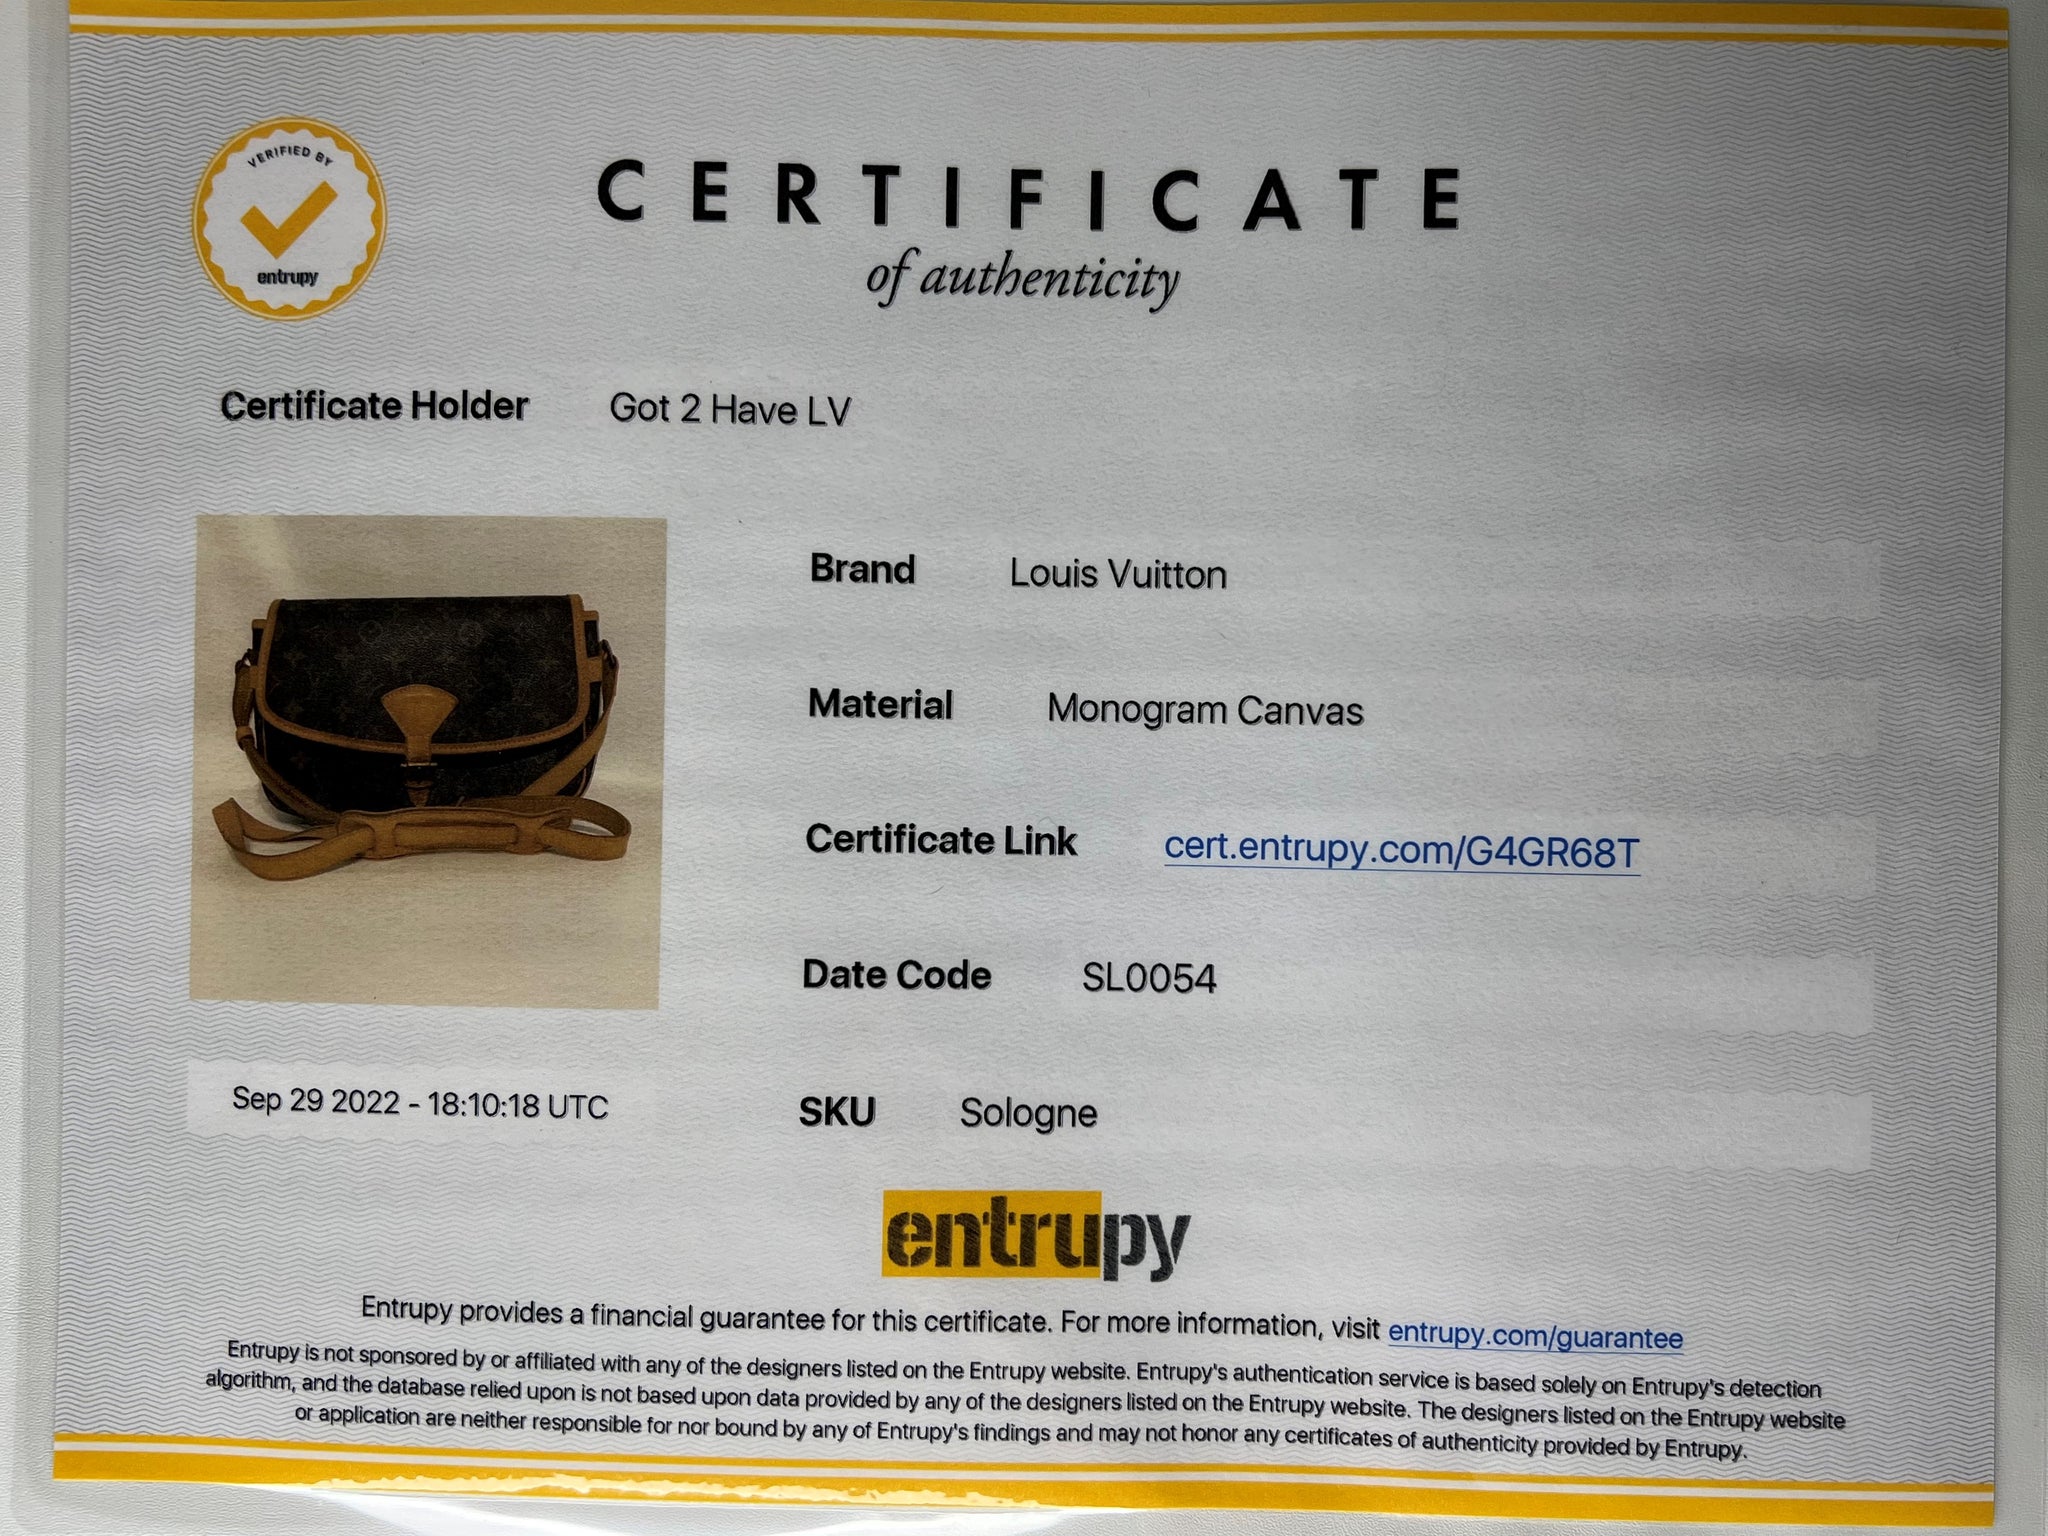 VERIFIED BY
entrupy
CERTIFICATE
of authenticity
Certificate Holder Got 2 Have LV
Brand Louis Vuitton
Material Monogram Canvas
Certificate Link cert.entrupy.com/G4GR68T
Date Code SL0054
Sep 29 2022 - 18:10:18 UTC
SKU Sologne
entrupy
Entrupy provides a financial guarantee for this certificate. For more information, visit entrupy.com/guarantee
Entrupy is not sponsored by or affiliated with any of the designers listed on the Entrupy website. Entrupy's authentication service is based solely on Entrupy's detection
algorithm, and the database relied upon is not based upon data provided by any of the designers listed on the Entrupy website. The designers listed on the Entrupy website
or application are neither responsible for nor bound by any of Entrupy's findings and may not honor any certificates of authenticity provided by Entrupy.